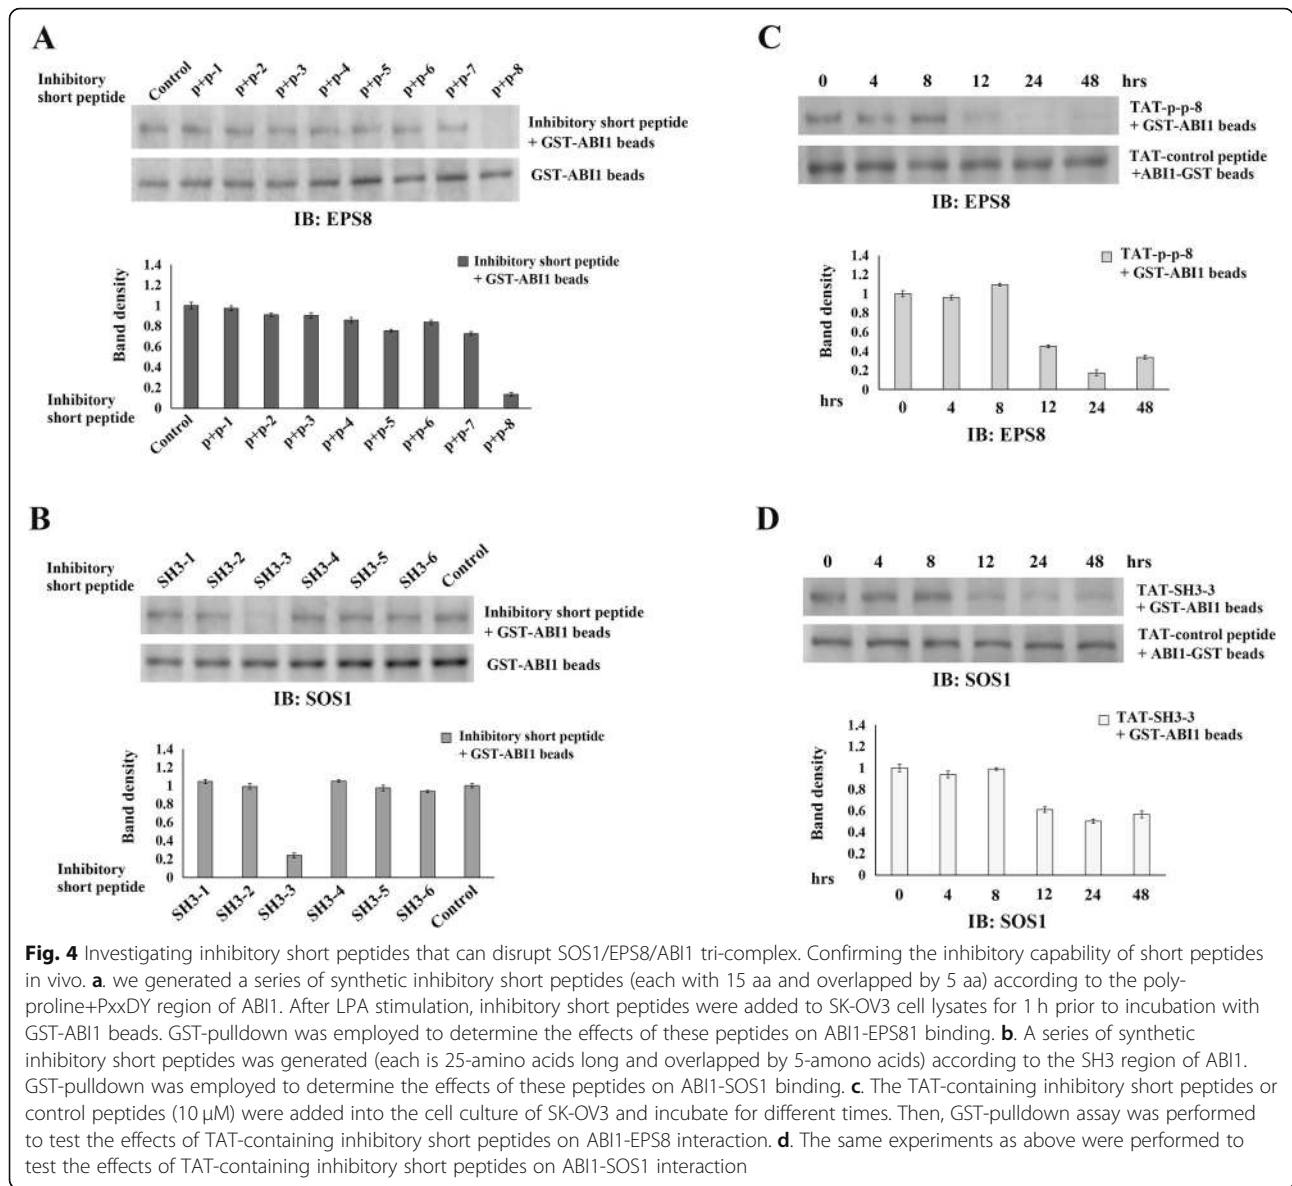 A
Inhibitory
short peptide
Control p+p-1 p+p-2 p+p-3 p+p-4 p+p-5 p+p-6 p+p-7 p+p-8
Inhibitory short peptide
+ GST-ABI1 beads
GST-ABI1 beads
IB: EPS8
Inhibitory short peptide
+ GST-ABI1 beads
Band density
1.4
1.2
1
0.8
0.6
0.4
0.2
0
Inhibitory
short peptide
Control p+p-1 p+p-2 p+p-3 p+p-4 p+p-5 p+p-6 p+p-7 p+p-8
B
Inhibitory
short peptide
SH3-1 SH3-2 SH3-3 SH3-4 SH3-5 SH3-6 Control
Inhibitory short peptide
+ GST-ABI1 beads
GST-ABI1 beads
IB: SOS1
Inhibitory short peptide
+ GST-ABI1 beads
Band density
1.4
1.2
1
0.8
0.6
0.4
0.2
0
Inhibitory
short peptide
SH3-1 SH3-2 SH3-3 SH3-4 SH3-5 SH3-6 Control
C
0 4 8 12 24 48 hrs
TAT-p-p-8
+ GST-ABI1 beads
TAT-control peptide
+ABI1-GST beads
IB: EPS8
TAT-p-p-8
+ GST-ABI1 beads
Band density
1.4
1.2
1
0.8
0.6
0.4
0.2
0
hrs
0 4 8 12 24 48
IB: EPS8
D
0 4 8 12 24 48 hrs
TAT-SH3-3
+ GST-ABI1 beads
TAT-control peptide
+ ABI1-GST beads
IB: SOS1
TAT-SH3-3
+ GST-ABI1 beads
Band density
1.4
1.2
1
0.8
0.6
0.4
0.2
0
hrs
0 4 8 12 24 48
IB: SOS1
Fig. 4 Investigating inhibitory short peptides that can disrupt SOS1/EPS8/ABI1 tri-complex. Confirming the inhibitory capability of short peptides
in vivo. a. we generated a series of synthetic inhibitory short peptides (each with 15 aa and overlapped by 5 aa) according to the poly-
proline+PxxDY region of ABI1. After LPA stimulation, inhibitory short peptides were added to SK-OV3 cell lysates for 1 h prior to incubation with
GST-ABI1 beads. GST-pulldown was employed to determine the effects of these peptides on ABI1-EPS81 binding. b. A series of synthetic
inhibitory short peptides was generated (each is 25-amino acids long and overlapped by 5-amono acids) according to the SH3 region of ABI1.
GST-pulldown was employed to determine the effects of these peptides on ABI1-SOS1 binding. c. The TAT-containing inhibitory short peptides or
control peptides (10 μM) were added into the cell culture of SK-OV3 and incubate for different times. Then, GST-pulldown assay was performed
to test the effects of TAT-containing inhibitory short peptides on ABI1-EPS8 interaction. d. The same experiments as above were performed to
test the effects of TAT-containing inhibitory short peptides on ABI1-SOS1 interaction